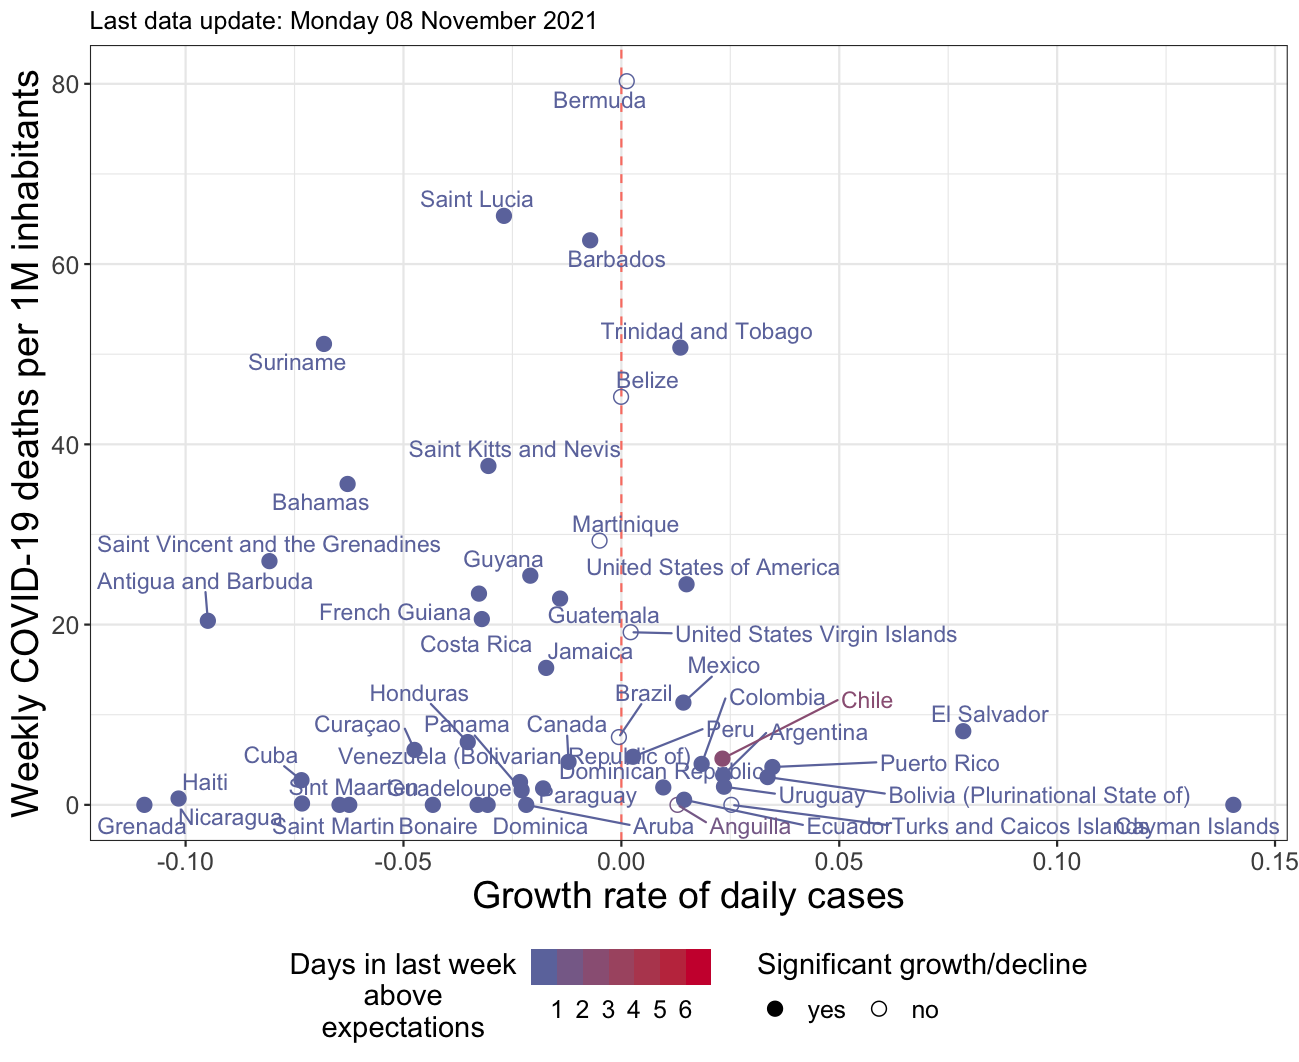 Last data update: Monday 08 November 2021
Weekly COVID-19 deaths per 1M inhabitants
80
60
40
20
0
Bermuda
Saint Lucia
Barbados
Trinidad and Tobago
Suriname
Belize
Saint Kitts and Nevis
Bahamas
Martinique
Saint Vincent and the Grenadines
Guyana
United States of America
Antigua and Barbuda
French Guiana
Guatemala
United States Virgin Islands
Costa Rica
Jamaica
Mexico
Honduras
Brazil
Colombia
Chile
El Salvador
Curaçao
Panama
Canada
Peru
Argentina
Cuba
Venezuela (Bolivarian Republic of)
Puerto Rico
Dominican Republic
Haiti
Sint Maarten
Guadeloupe
Paraguay
Uruguay
Bolivia (Plurinational State of)
Nicaragua
Grenada
Saint Martin
Bonaire
Dominica
Aruba
Anguilla
Ecuador
Turks and Caicos Islands
Cayman Islands
-0.10
-0.05
0.00
0.05
0.10
0.15
Growth rate of daily cases
Days in last week
above
expectations
1 2 3 4 5 6
Significant growth/decline
yes
no